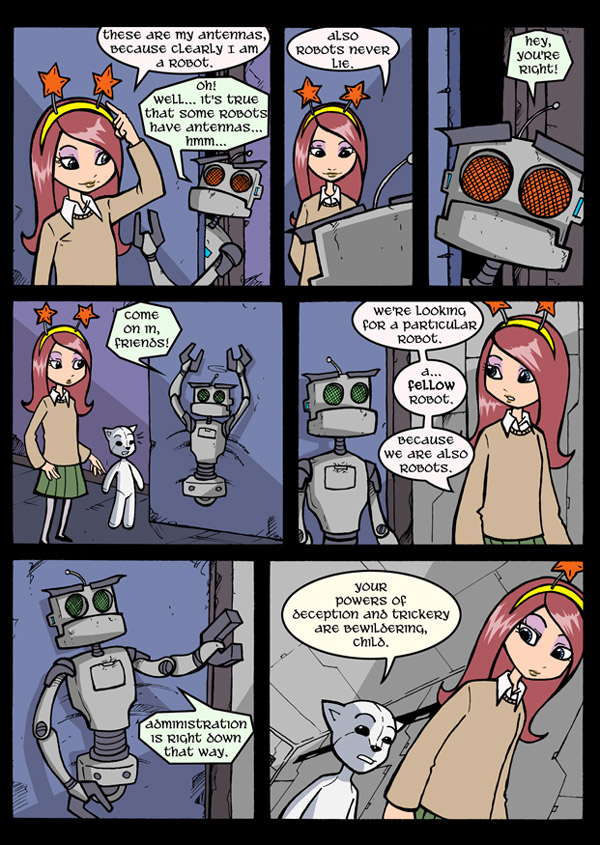 these are my antennas,
because clearly I am
a robot.
oh!
well... it's true
that some robots
have antennas...
hmm...
also
robots never
lie.
hey,
you're
right!
come
on in,
friends!
we're looking
for a particular
robot.
a...
fellow
robot.
because
we are also
robots.
administration
is right down
that way.
your
powers of
deception and trickery
are bewildering,
child.